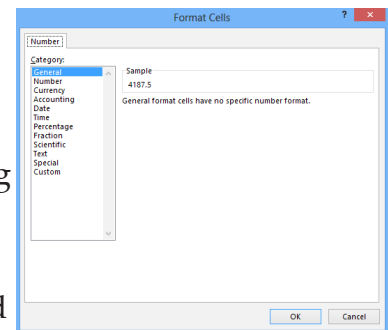 Format Cells
? ×
Number
Category:
General
Number
Currency
Accounting
Date
Time
Percentage
Fraction
Scientific
Text
Special
Custom
Sample
4187.5
General format cells have no specific number format.
g
d
OK Cancel